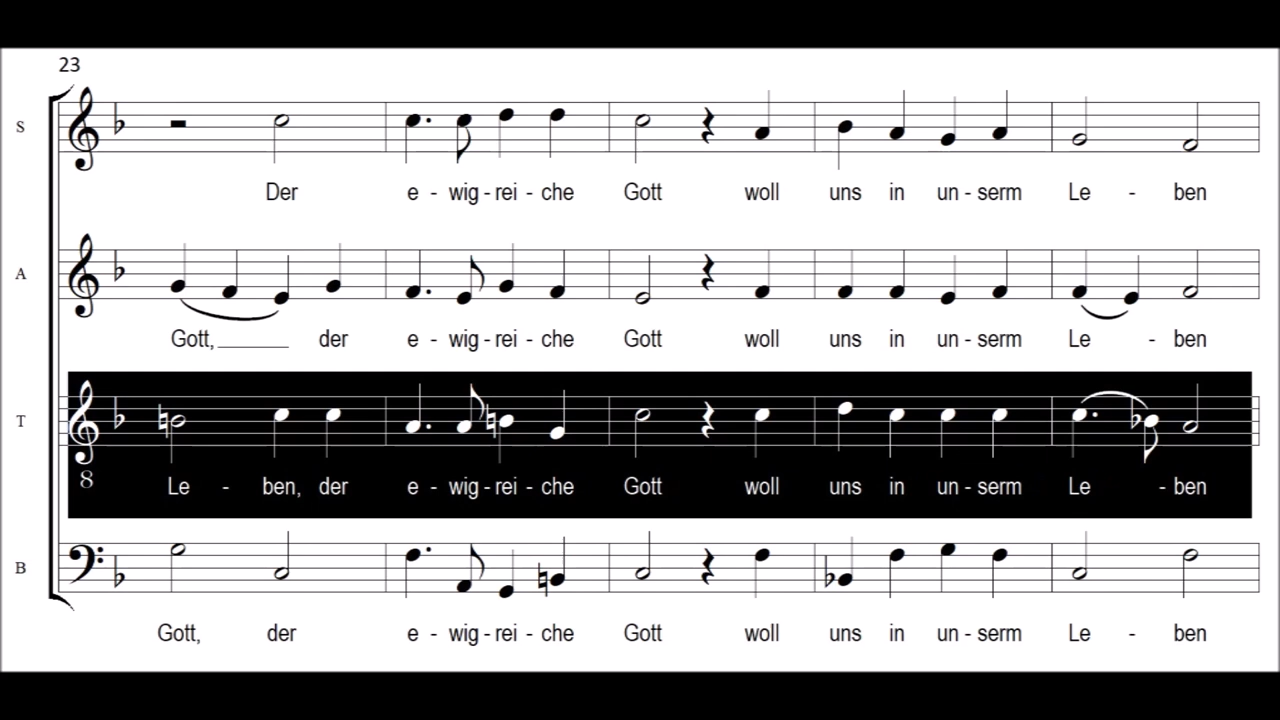 23
S
Der e - wig - rei - che Gott woll uns in un - serm Le - ben
A
Gott, der e - wig - rei - che Gott woll uns in un - serm Le - ben
T
8
Le - ben, der e - wig - rei - che Gott woll uns in un - serm Le - ben
B
Gott, der e - wig - rei - che Gott woll uns in un - serm Le - ben